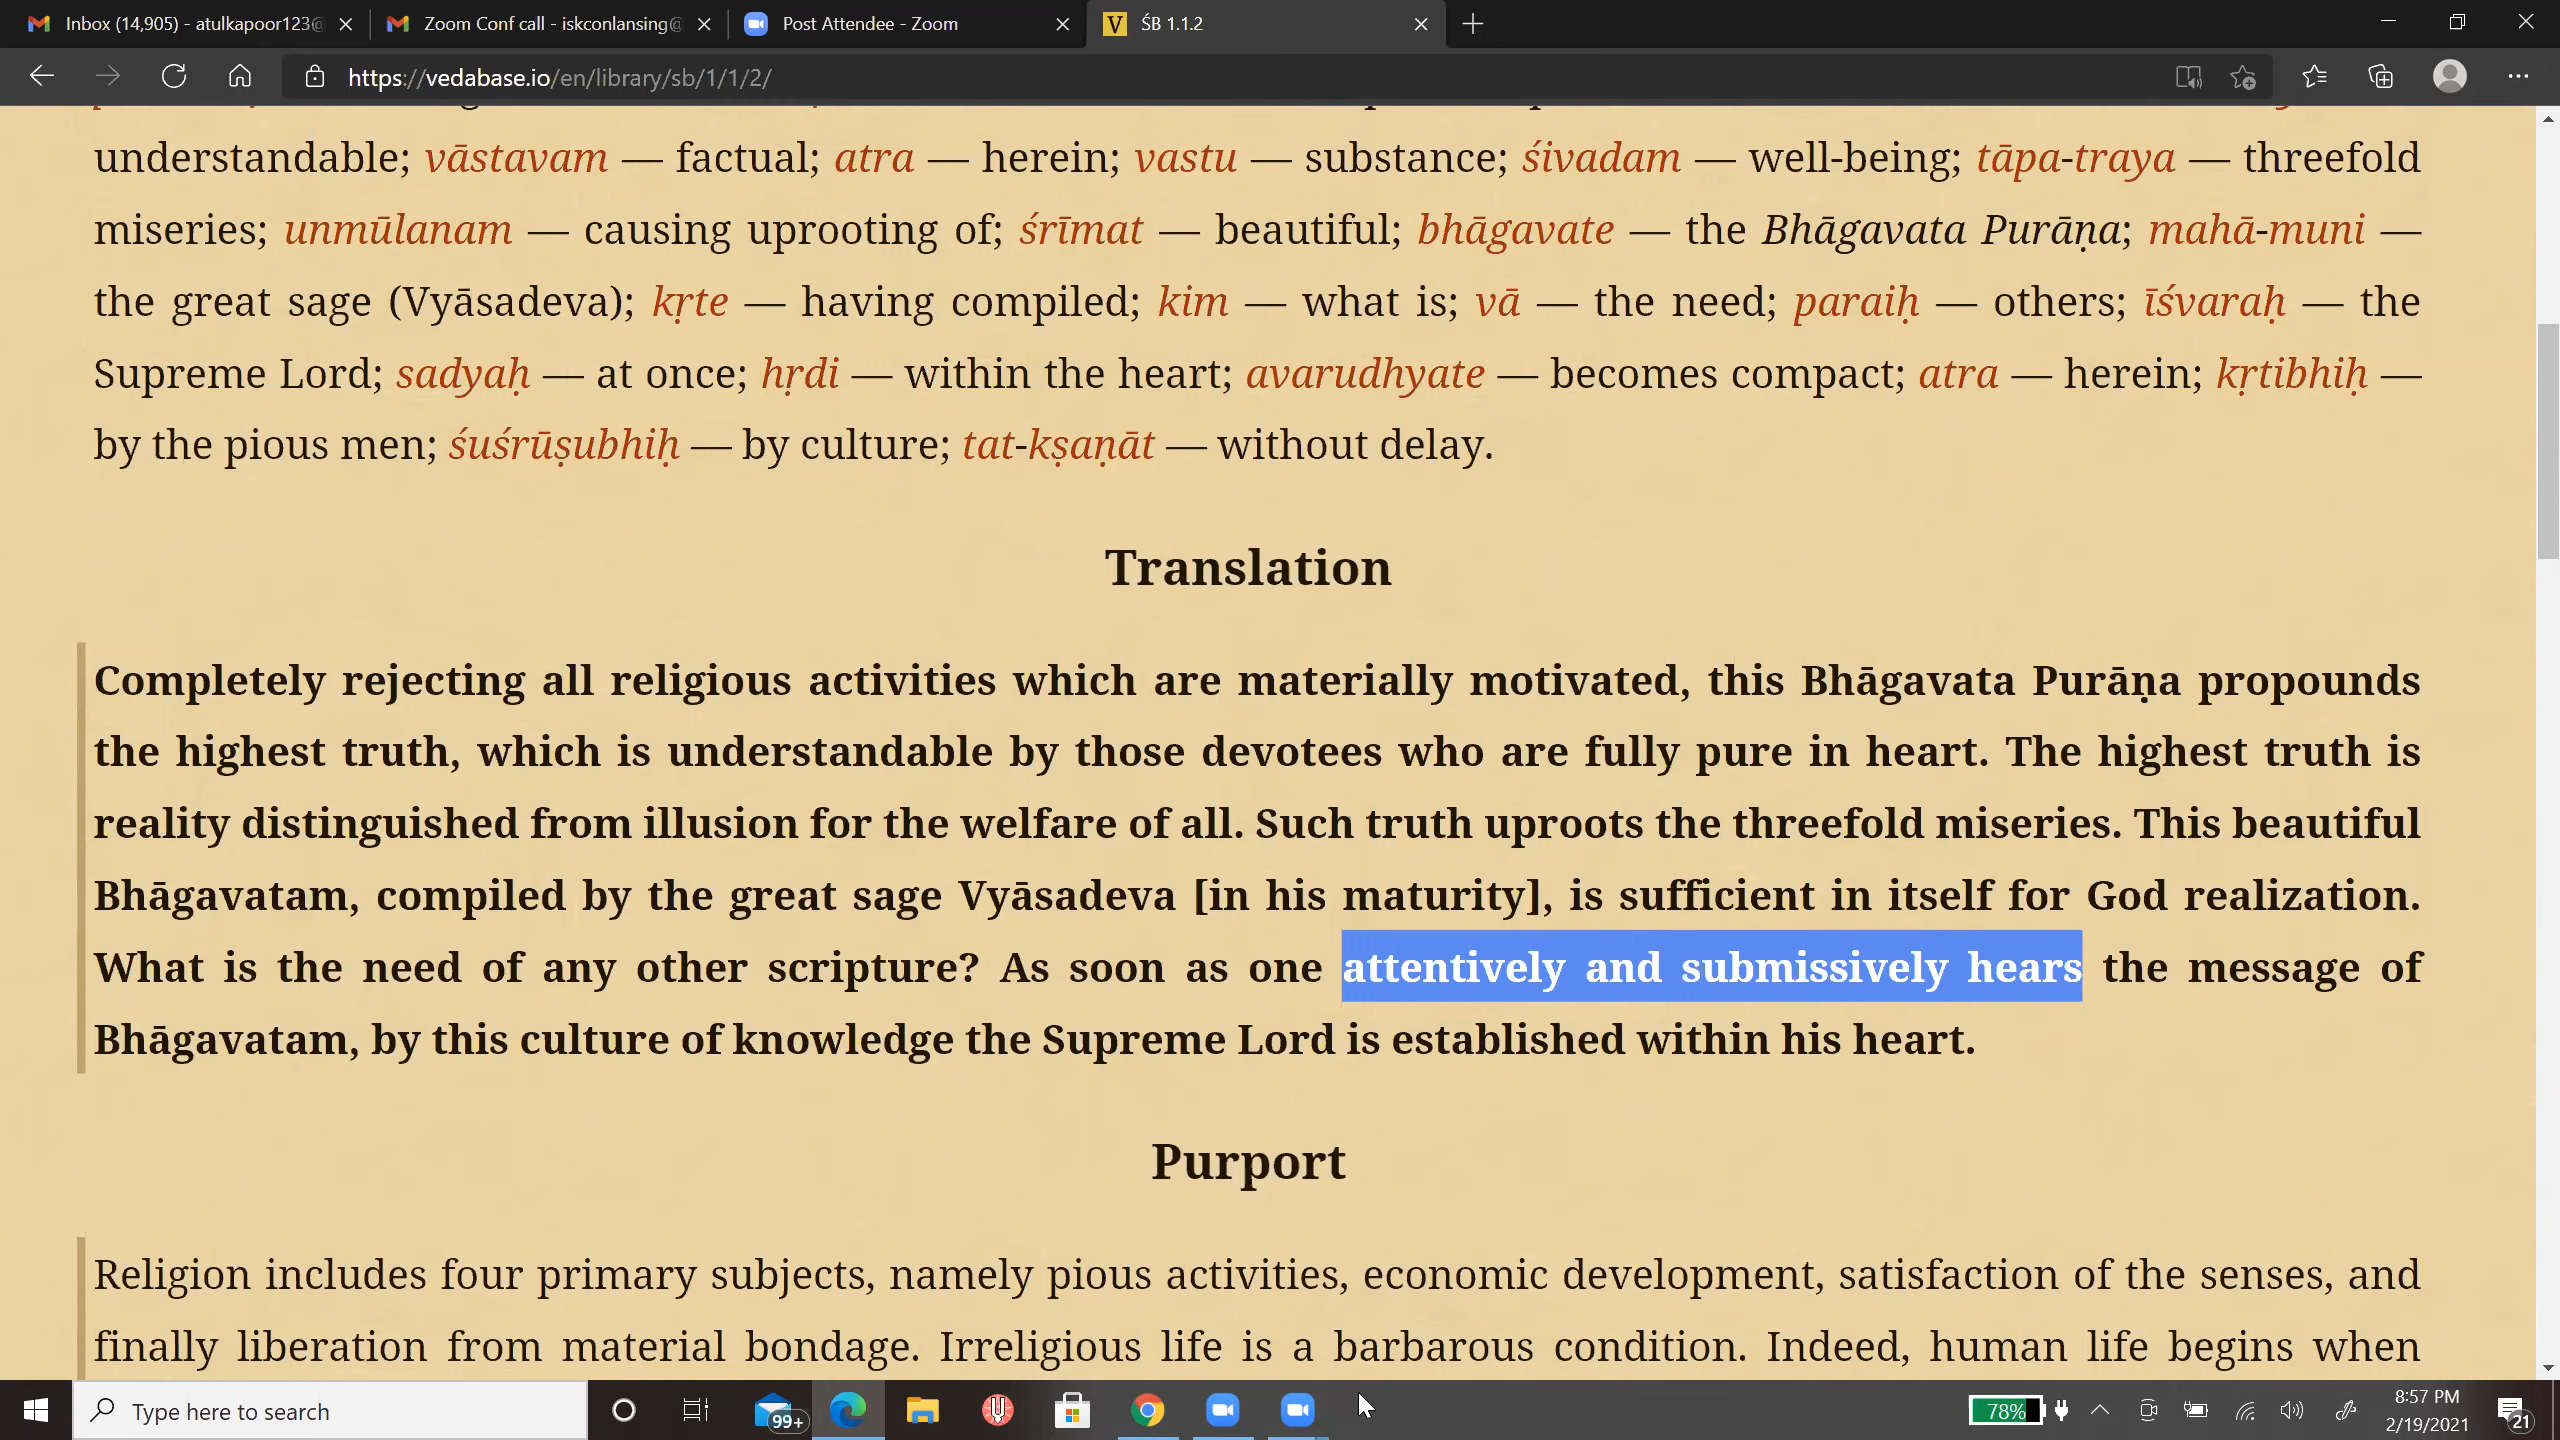 Inbox (14,905) - atulkapoor123@
Zoom Conf call - iskconlansing@
Post Attendee - Zoom
V ŚB 1.1.2
https://vedabase.io/en/library/sb/1/1/2/
understandable; vāstavam — factual; atra — herein; vastu — substance; śivadam — well-being; tāpa-traya — threefold
miseries; unmūlanam — causing uprooting of; śrīmat — beautiful; bhāgavate — the Bhāgavata Purāṇa; mahā-muni —
the great sage (Vyāsadeva); kṛte — having compiled; kim — what is; vā — the need; paraiḥ — others; īśvaraḥ — the
Supreme Lord; sadyaḥ — at once; hṛdi — within the heart; avarudhyate — becomes compact; atra — herein; kṛtibhiḥ —
by the pious men; śuśrūṣubhiḥ — by culture; tat-kṣaṇāt — without delay.
Translation
Completely rejecting all religious activities which are materially motivated, this Bhāgavata Purāṇa propounds
the highest truth, which is understandable by those devotees who are fully pure in heart. The highest truth is
reality distinguished from illusion for the welfare of all. Such truth uproots the threefold miseries. This beautiful
Bhāgavatam, compiled by the great sage Vyāsadeva [in his maturity], is sufficient in itself for God realization.
What is the need of any other scripture? As soon as one attentively and submissively hears the message of
Bhāgavatam, by this culture of knowledge the Supreme Lord is established within his heart.
Purport
Religion includes four primary subjects, namely pious activities, economic development, satisfaction of the senses, and
finally liberation from material bondage. Irreligious life is a barbarous condition. Indeed, human life begins when
Type here to search
99+
78%
8:57 PM
2/19/2021
21